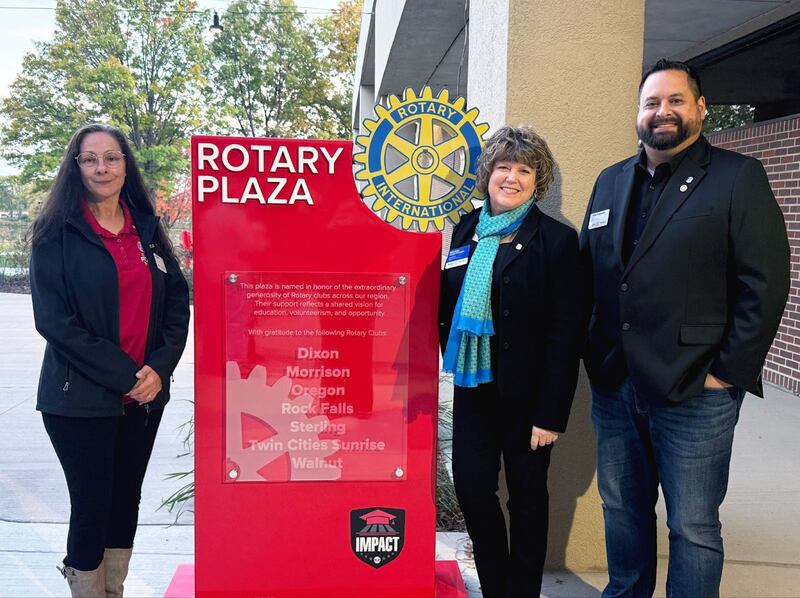 ROTARY
PLAZA
ROTARY
INTERNATIONAL
This plaza is named in honor of the extraordinary
generosity of Rotary clubs across our region.
Their support reflects a shared vision for
education, volunteerism, and opportunity.
With gratitude to the following Rotary Clubs:
Dixon
Morrison
Oregon
Rock Falls
Sterling
Twin Cities Sunrise
Walnut
IMPACT